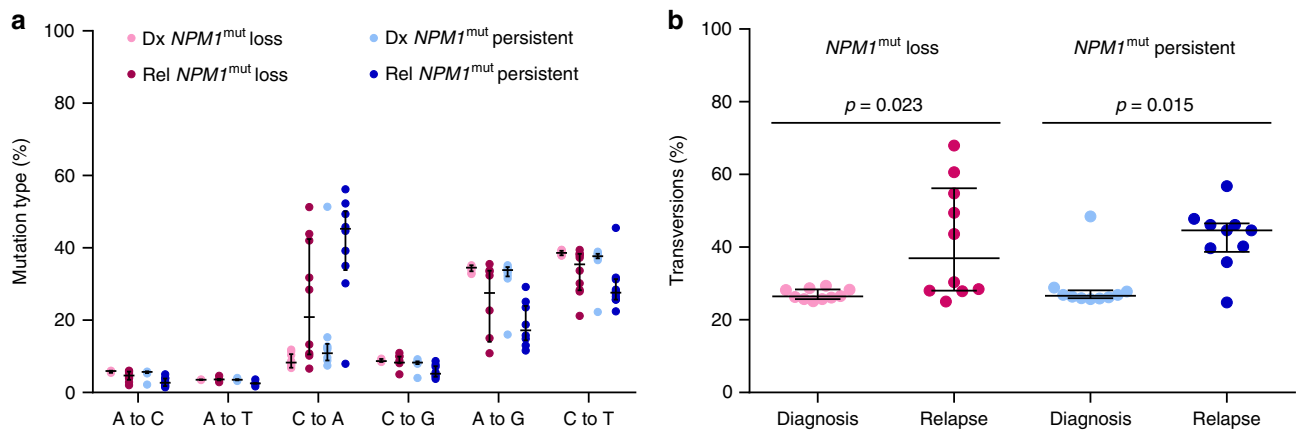 a
Mutation type (%)
100
80
60
40
20
0
Dx NPM1mut loss
Dx NPM1mut persistent
Rel NPM1mut loss
Rel NPM1mut persistent
A to C
A to T
C to A
C to G
A to G
C to T
b
Transversions (%)
100
80
60
40
20
0
NPM1mut loss
NPM1mut persistent
p = 0.023
p = 0.015
Diagnosis
Relapse
Diagnosis
Relapse